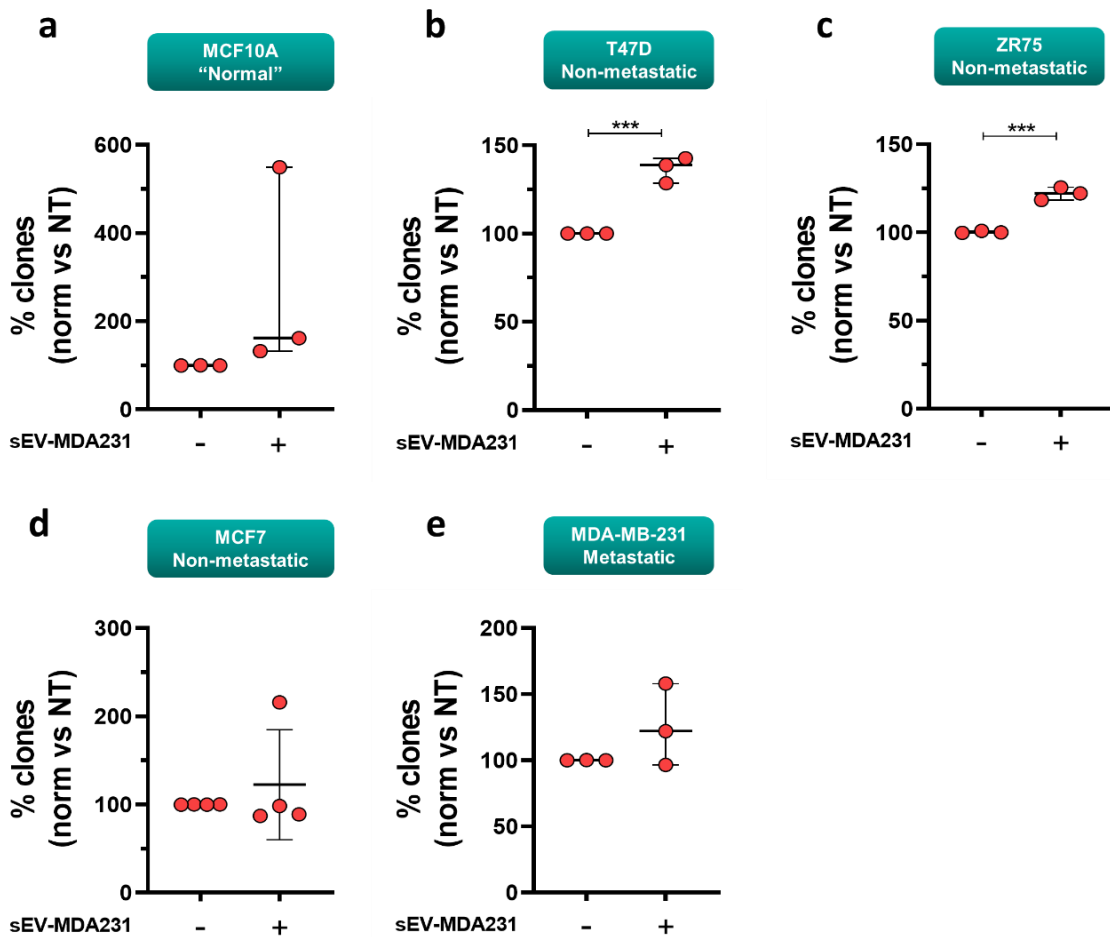 a
MCF10A
“Normal”
% clones
(norm vs NT)
600
400
200
0
sEV-MDA231
-
+
b
T47D
Non-metastatic
***
% clones
(norm vs NT)
150
100
50
0
sEV-MDA231
-
+
c
ZR75
Non-metastatic
***
% clones
(norm vs NT)
150
100
50
0
sEV-MDA231
-
+
d
MCF7
Non-metastatic
% clones
(norm vs NT)
300
200
100
0
sEV-MDA231
-
+
e
MDA-MB-231
Metastatic
% clones
(norm vs NT)
200
150
100
50
0
sEV-MDA231
-
+